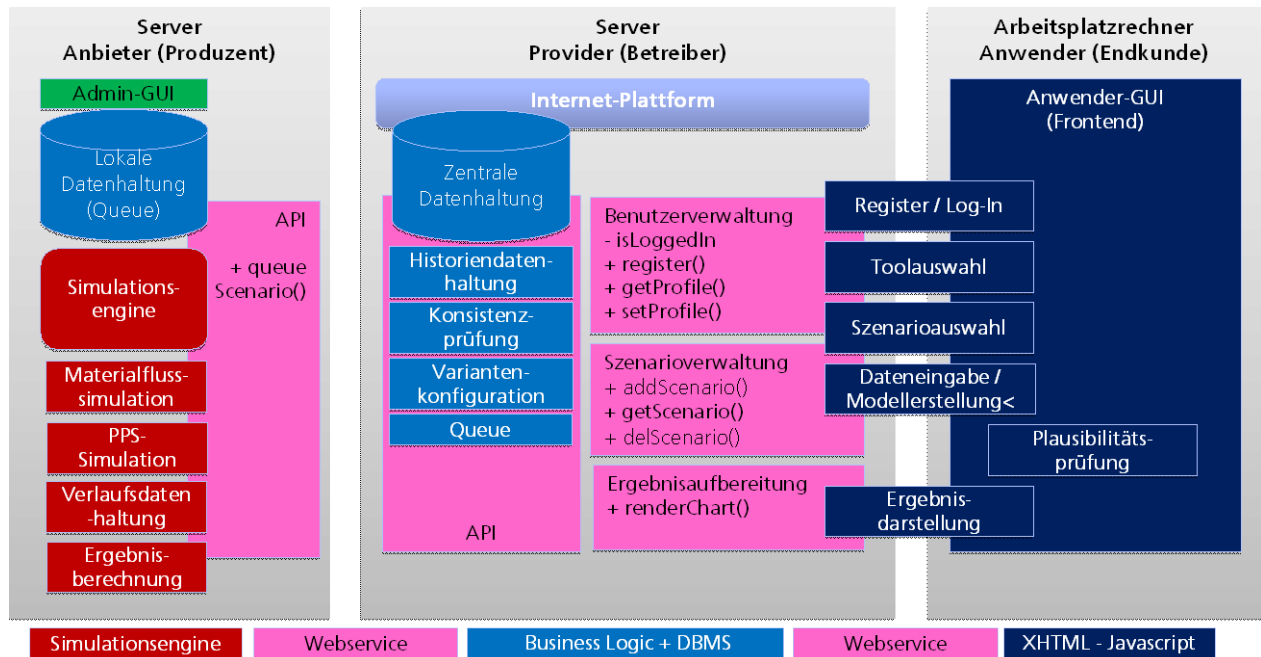 Server
Anbieter (Produzent)
Admin-GUI
Lokale
Datenhaltung
(Queue)
API
+ queue
Scenario()
Simulations-
engine
Materialfluss-
simulation
PPS-
Simulation
Verlaufsdaten
-haltung
Ergebnis-
berechnung
Server
Provider (Betreiber)
Internet-Plattform
Zentrale
Datenhaltung
Historiendaten-
haltung
Konsistenz-
prüfung
Varianten-
konfiguration
Queue
API
Benutzerverwaltung
- isLoggedIn
+ register()
+ getProfile()
+ setProfile()
Szenarioverwaltung
+ addScenario()
+ getScenario()
+ delScenario()
Ergebnisaufbereitung
+ renderChart()
Arbeitsplatzrechner
Anwender (Endkunde)
Anwender-GUI
(Frontend)
Register / Log-In
Toolauswahl
Szenarioauswahl
Dateneingabe /
Modellerstellung<
Plausibilitäts-
prüfung
Ergebnis-
darstellung
Simulationsengine
Webservice
Business Logic + DBMS
Webservice
XHTML - Javascript